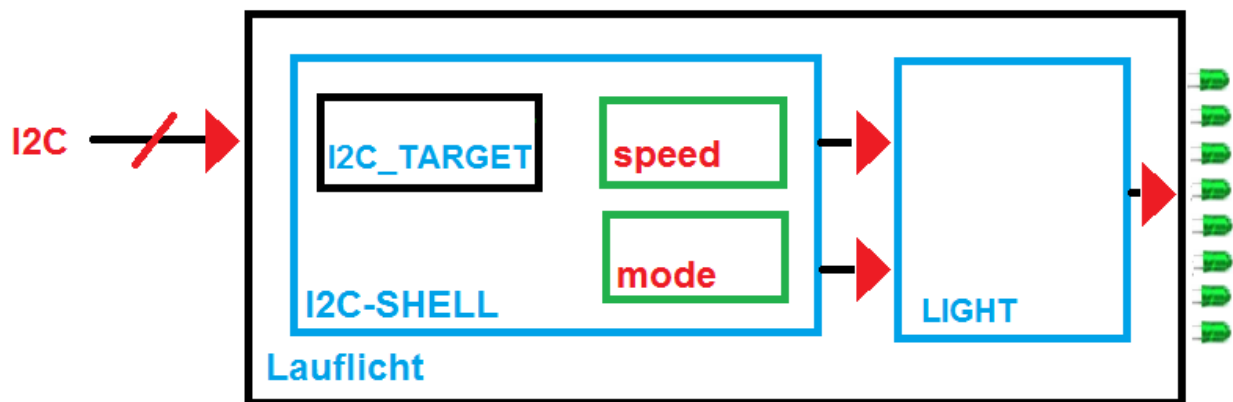 I2C
I2C_TARGET
speed
mode
I2C-SHELL
LIGHT
Lauflicht